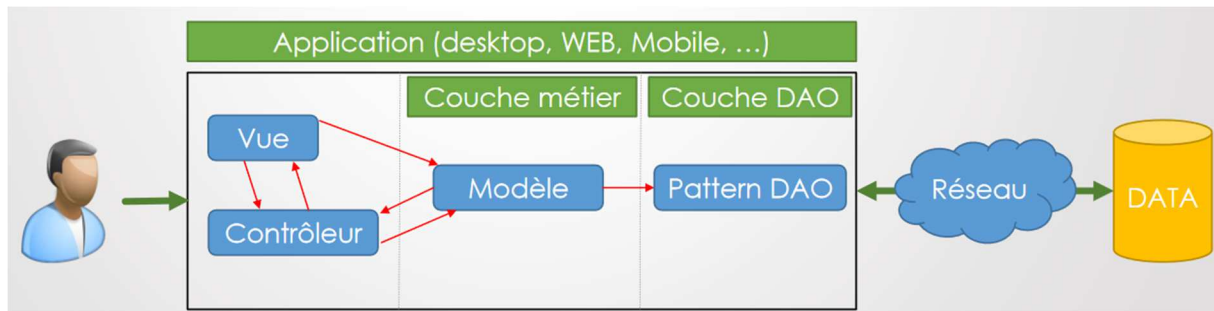 Application (desktop, WEB, Mobile, ...)
Couche métier
Couche DAO
Vue
Modèle
Pattern DAO
Réseau
DATA
Contrôleur